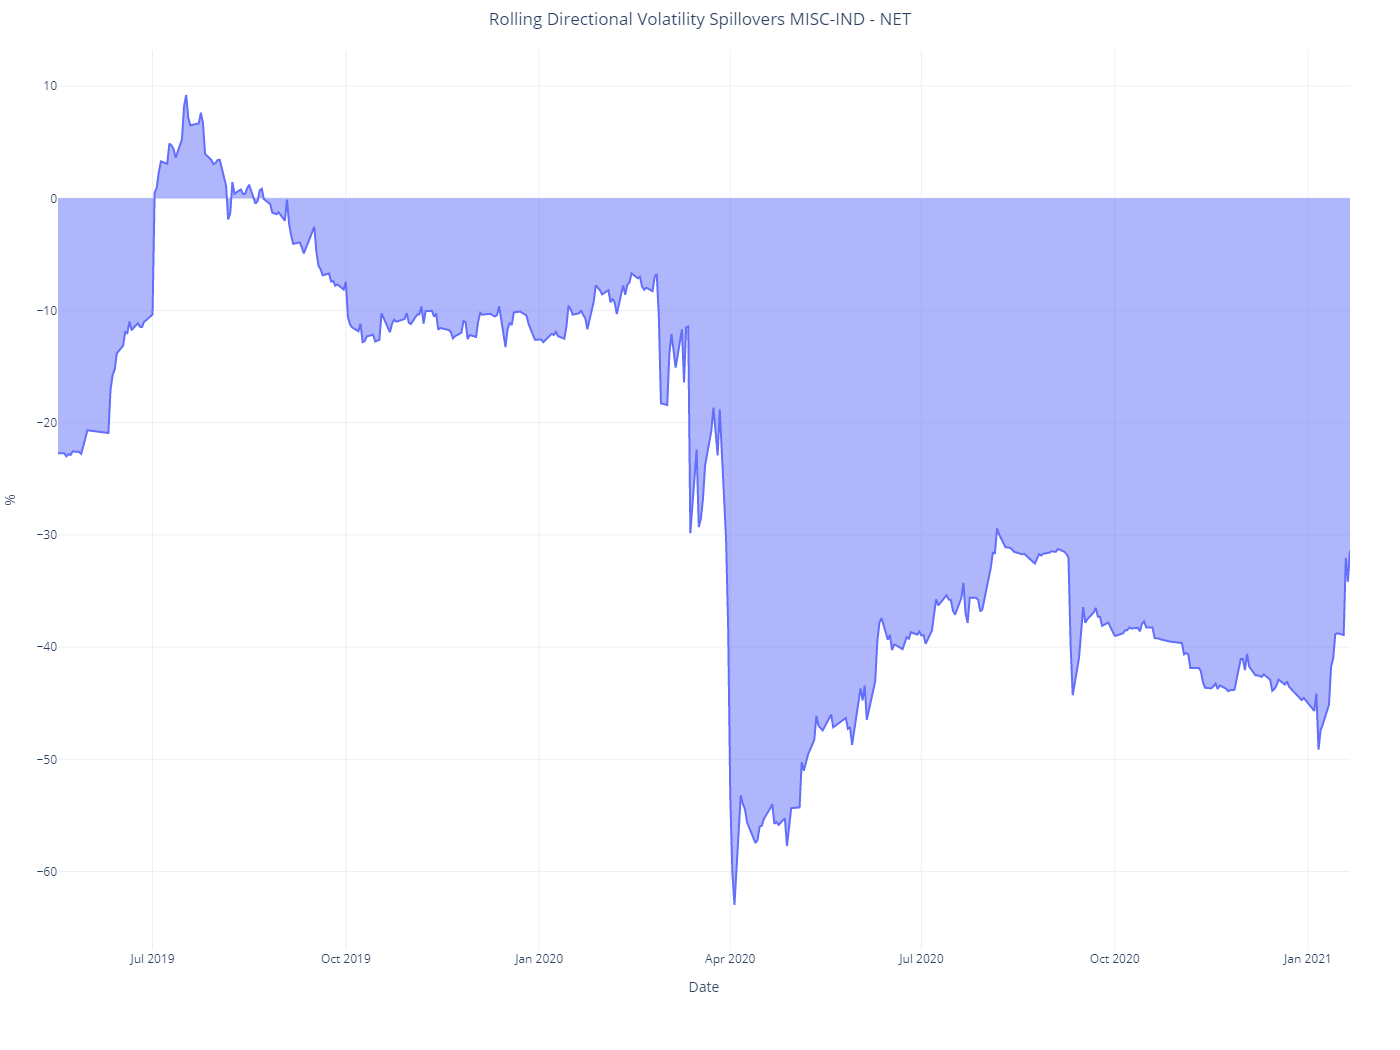 Rolling Directional Volatility Spillovers MISC-IND - NET
10
0
−10
−20
−30
−40
−50
−60
%
Jul 2019
Oct 2019
Jan 2020
Apr 2020
Jul 2020
Oct 2020
Jan 2021
Date